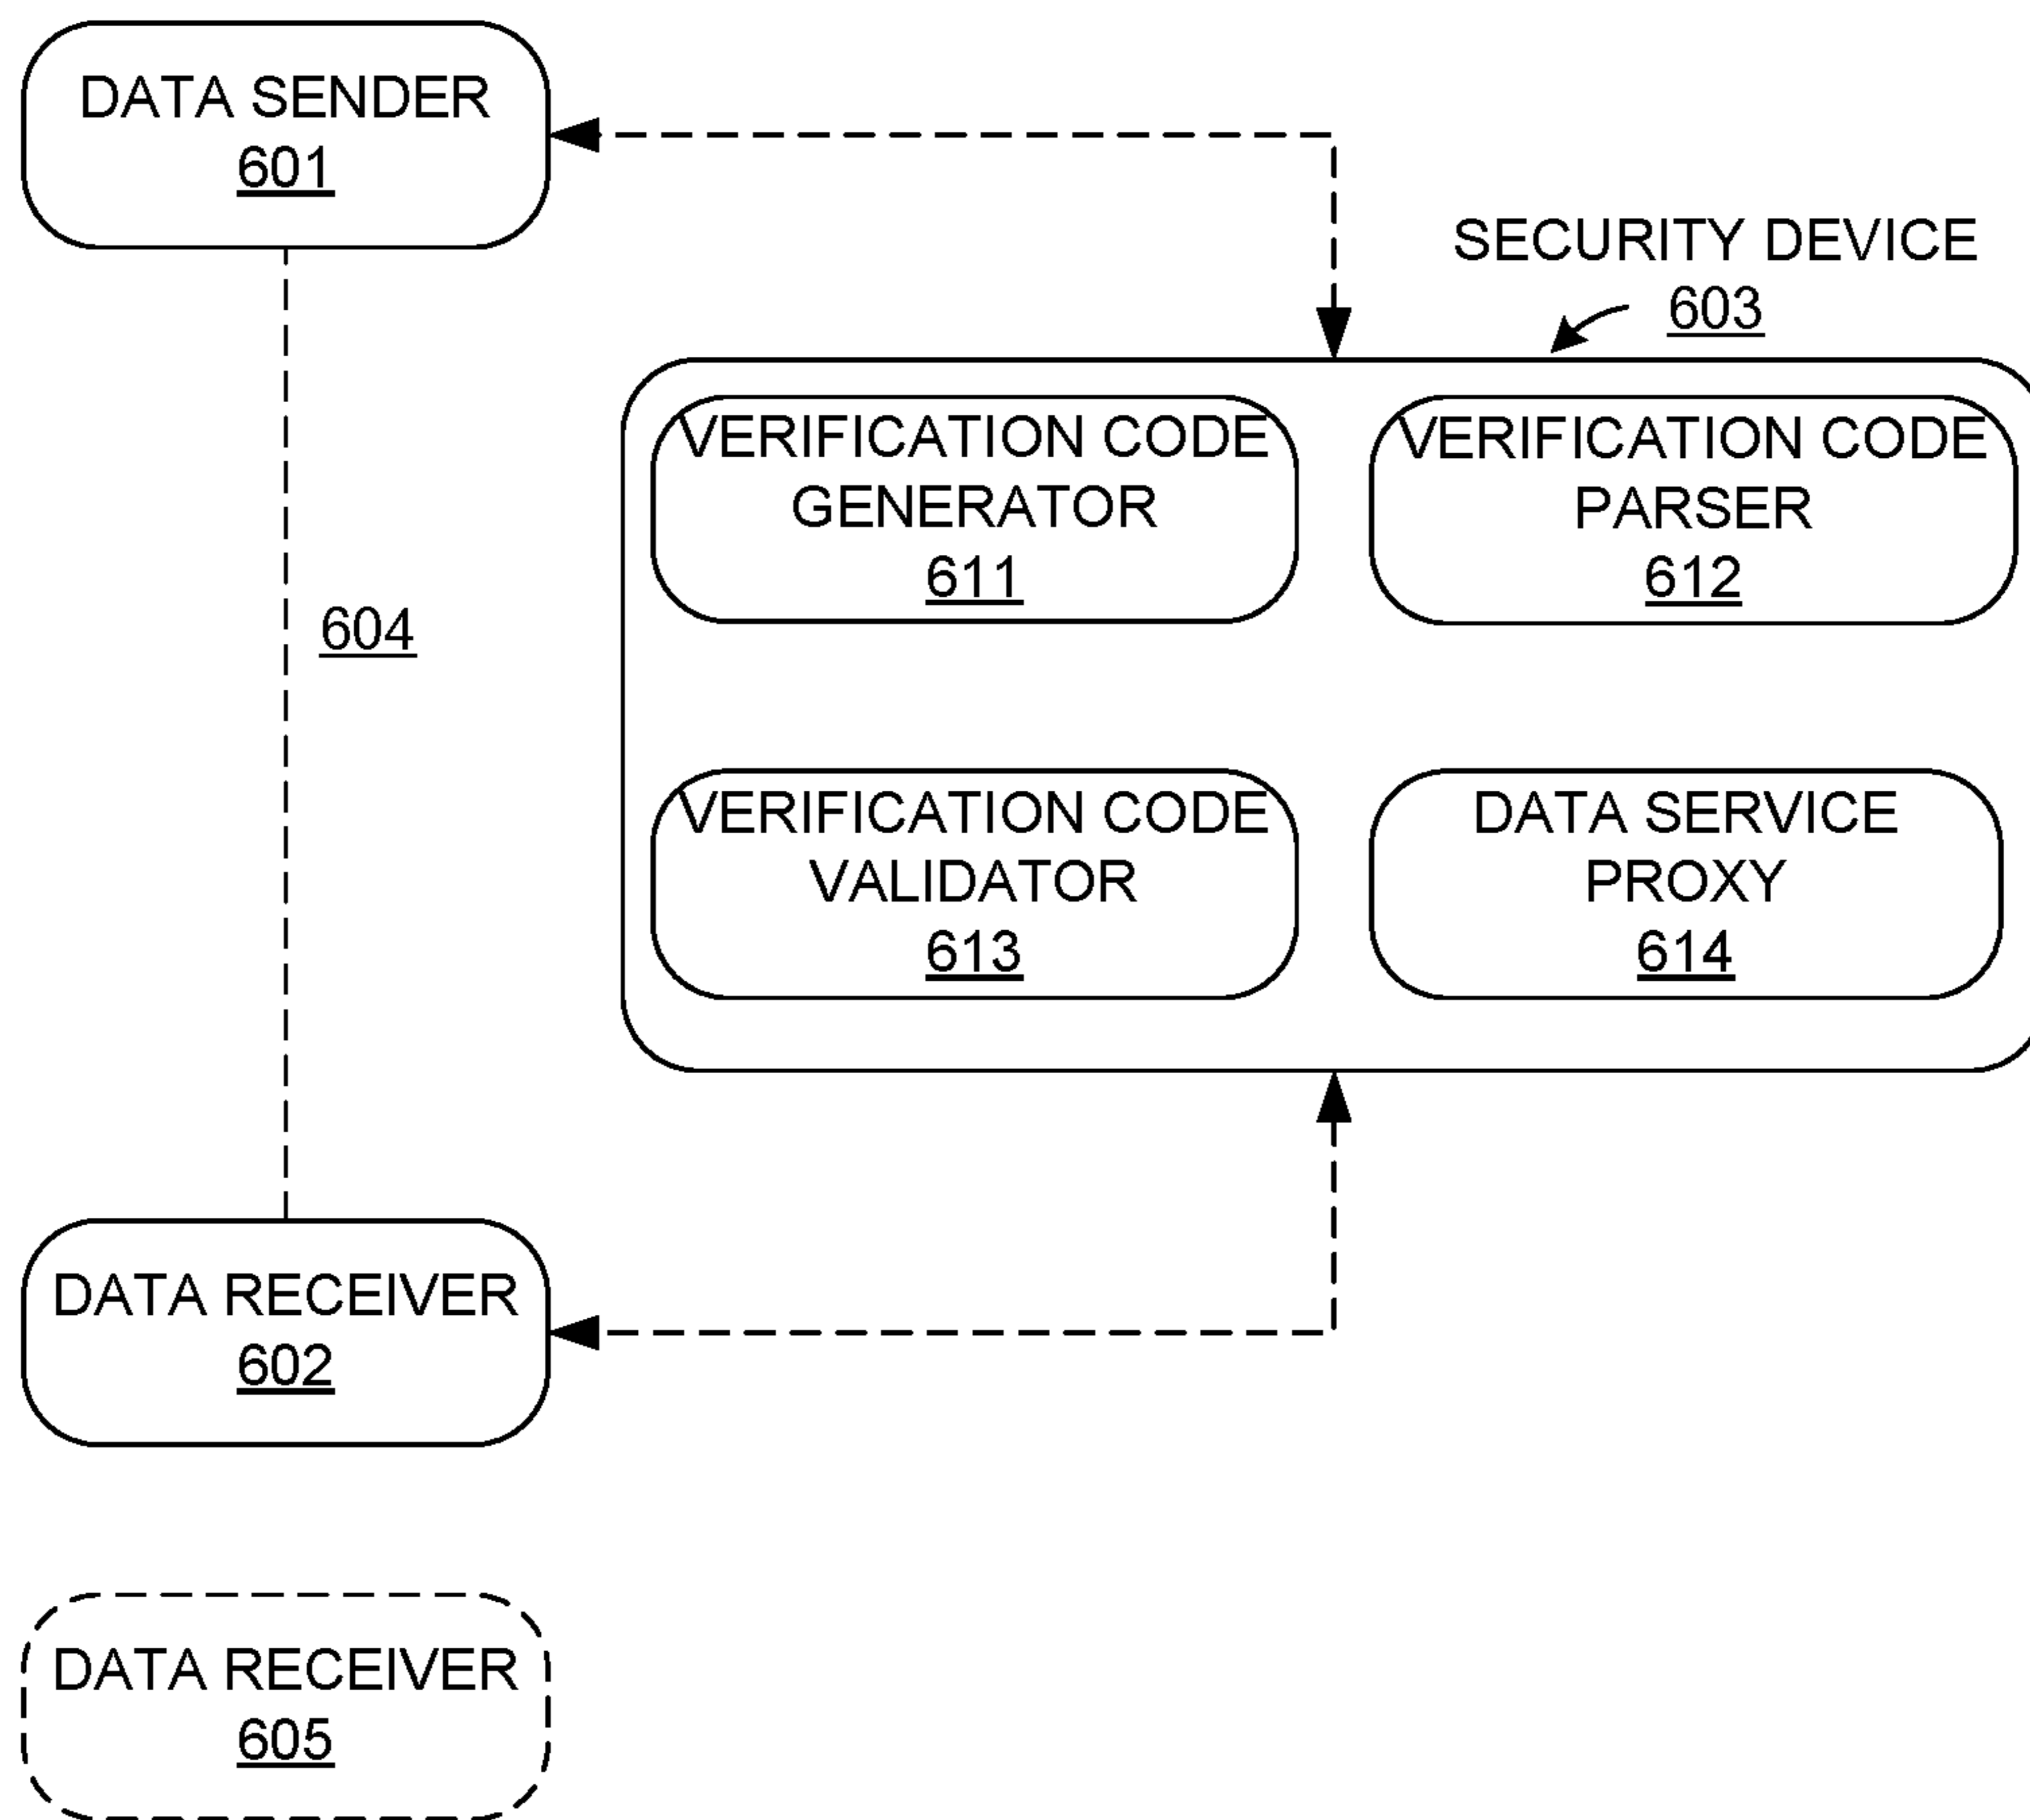 DATA SENDER
601
SECURITY DEVICE
603
VERIFICATION CODE
GENERATOR
611
VERIFICATION CODE
PARSER
612
604
VERIFICATION CODE
VALIDATOR
613
DATA SERVICE
PROXY
614
DATA RECEIVER
602
DATA RECEIVER
605